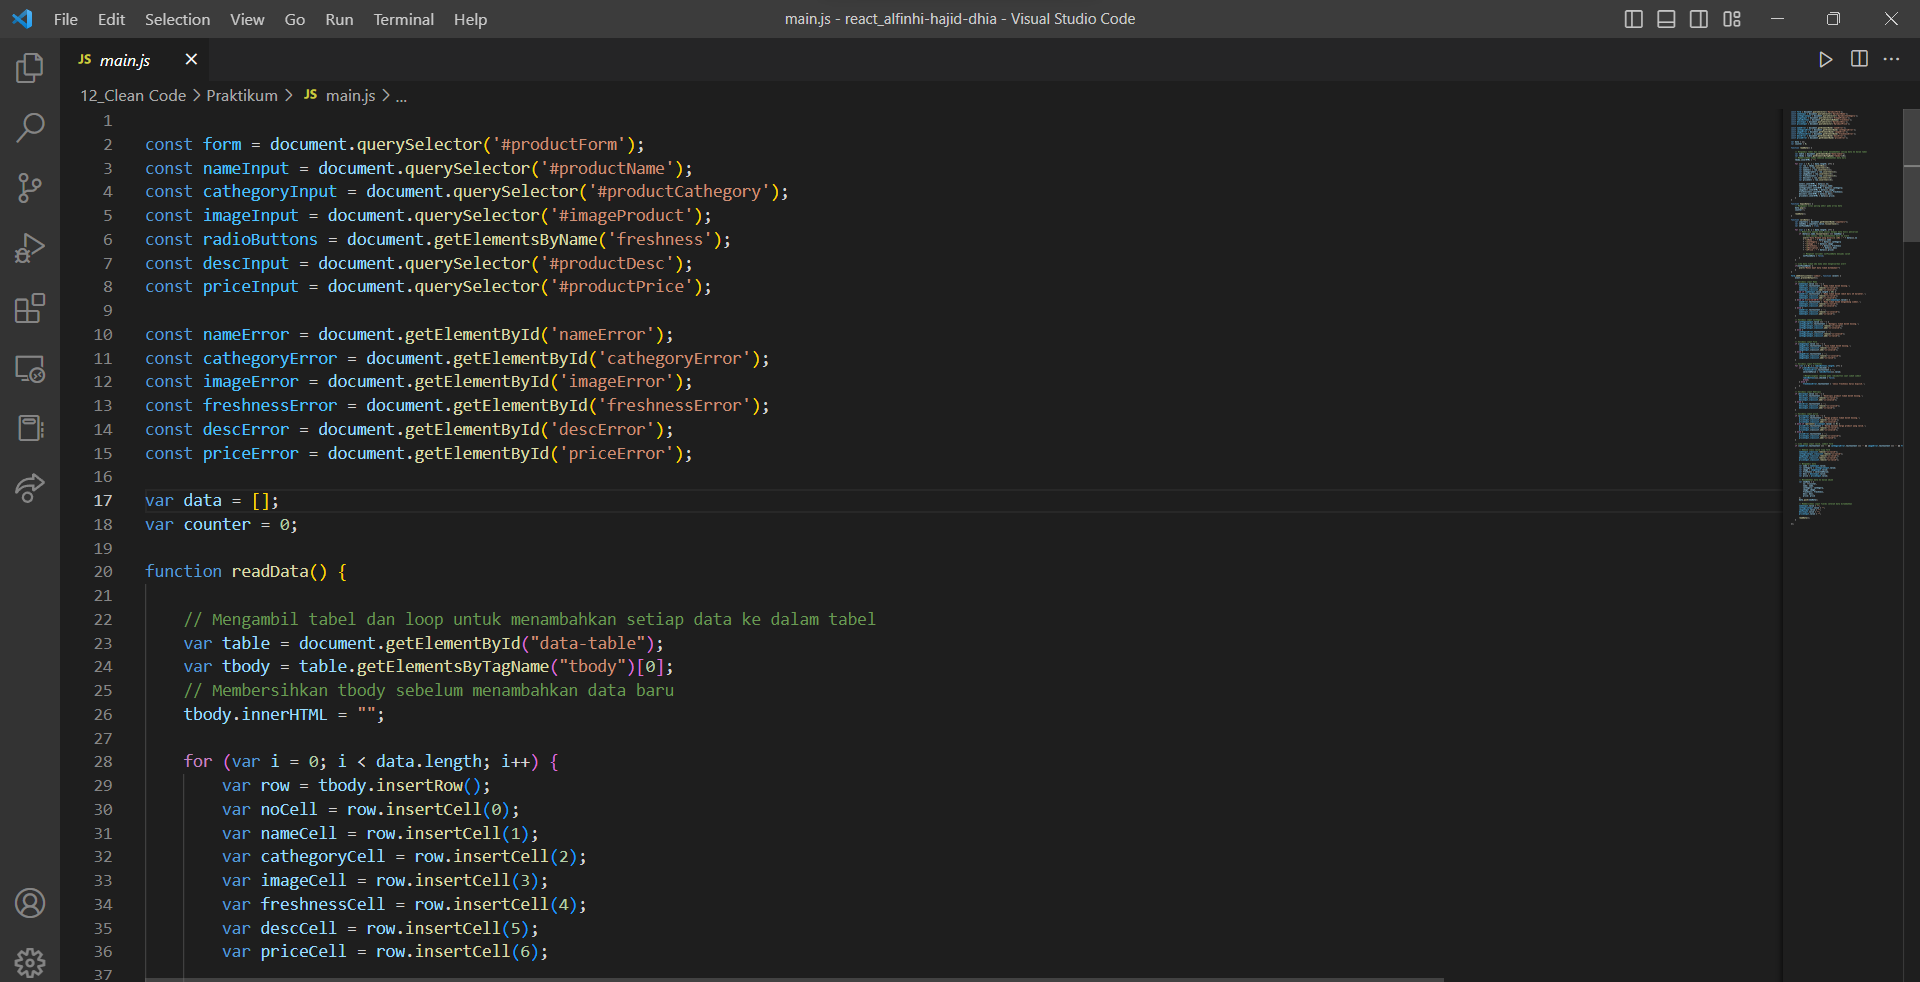 File Edit Selection View Go Run Terminal Help main.js - react_alfinhi-hajid-dhia - Visual Studio Code
JS main.js
12_Clean Code > Praktikum > JS main.js > ...
1
2 const form = document.querySelector('#productForm');
3 const nameInput = document.querySelector('#productName');
4 const cathegoryInput = document.querySelector('#productCathegory');
5 const imageInput = document.querySelector('#imageProduct');
6 const radioButtons = document.getElementsByName('freshness');
7 const descInput = document.querySelector('#productDesc');
8 const priceInput = document.querySelector('#productPrice');
9
10 const nameError = document.getElementById('nameError');
11 const cathegoryError = document.getElementById('cathegoryError');
12 const imageError = document.getElementById('imageError');
13 const freshnessError = document.getElementById('freshnessError');
14 const descError = document.getElementById('descError');
15 const priceError = document.getElementById('priceError');
16
17 var data = [];
18 var counter = 0;
19
20 function readData() {
21
22 // Mengambil tabel dan loop untuk menambahkan setiap data ke dalam tabel
23 var table = document.getElementById("data-table");
24 var tbody = table.getElementsByTagName("tbody")[0];
25 // Membersihkan tbody sebelum menambahkan data baru
26 tbody.innerHTML = "";
27
28 for (var i = 0; i < data.length; i++) {
29 var row = tbody.insertRow();
30 var noCell = row.insertCell(0);
31 var nameCell = row.insertCell(1);
32 var cathegoryCell = row.insertCell(2);
33 var imageCell = row.insertCell(3);
34 var freshnessCell = row.insertCell(4);
35 var descCell = row.insertCell(5);
36 var priceCell = row.insertCell(6);
37